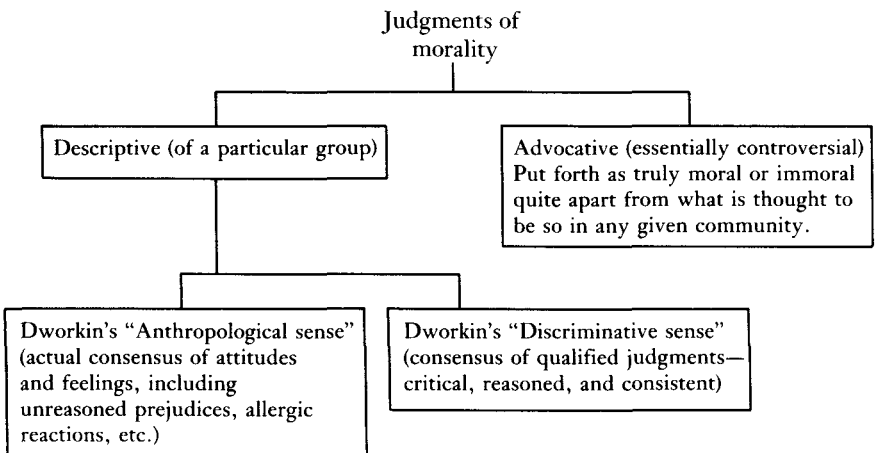 Judgments of
morality
Descriptive (of a particular group)
Advocative (essentially controversial)
Put forth as truly moral or immoral
quite apart from what is thought to
be so in any given community.
Dworkin's “Anthropological sense”
(actual consensus of attitudes
and feelings, including
unreasoned prejudices, allergic
reactions, etc.)
Dworkin's “Discriminative sense”
(consensus of qualified judgments—
critical, reasoned, and consistent)